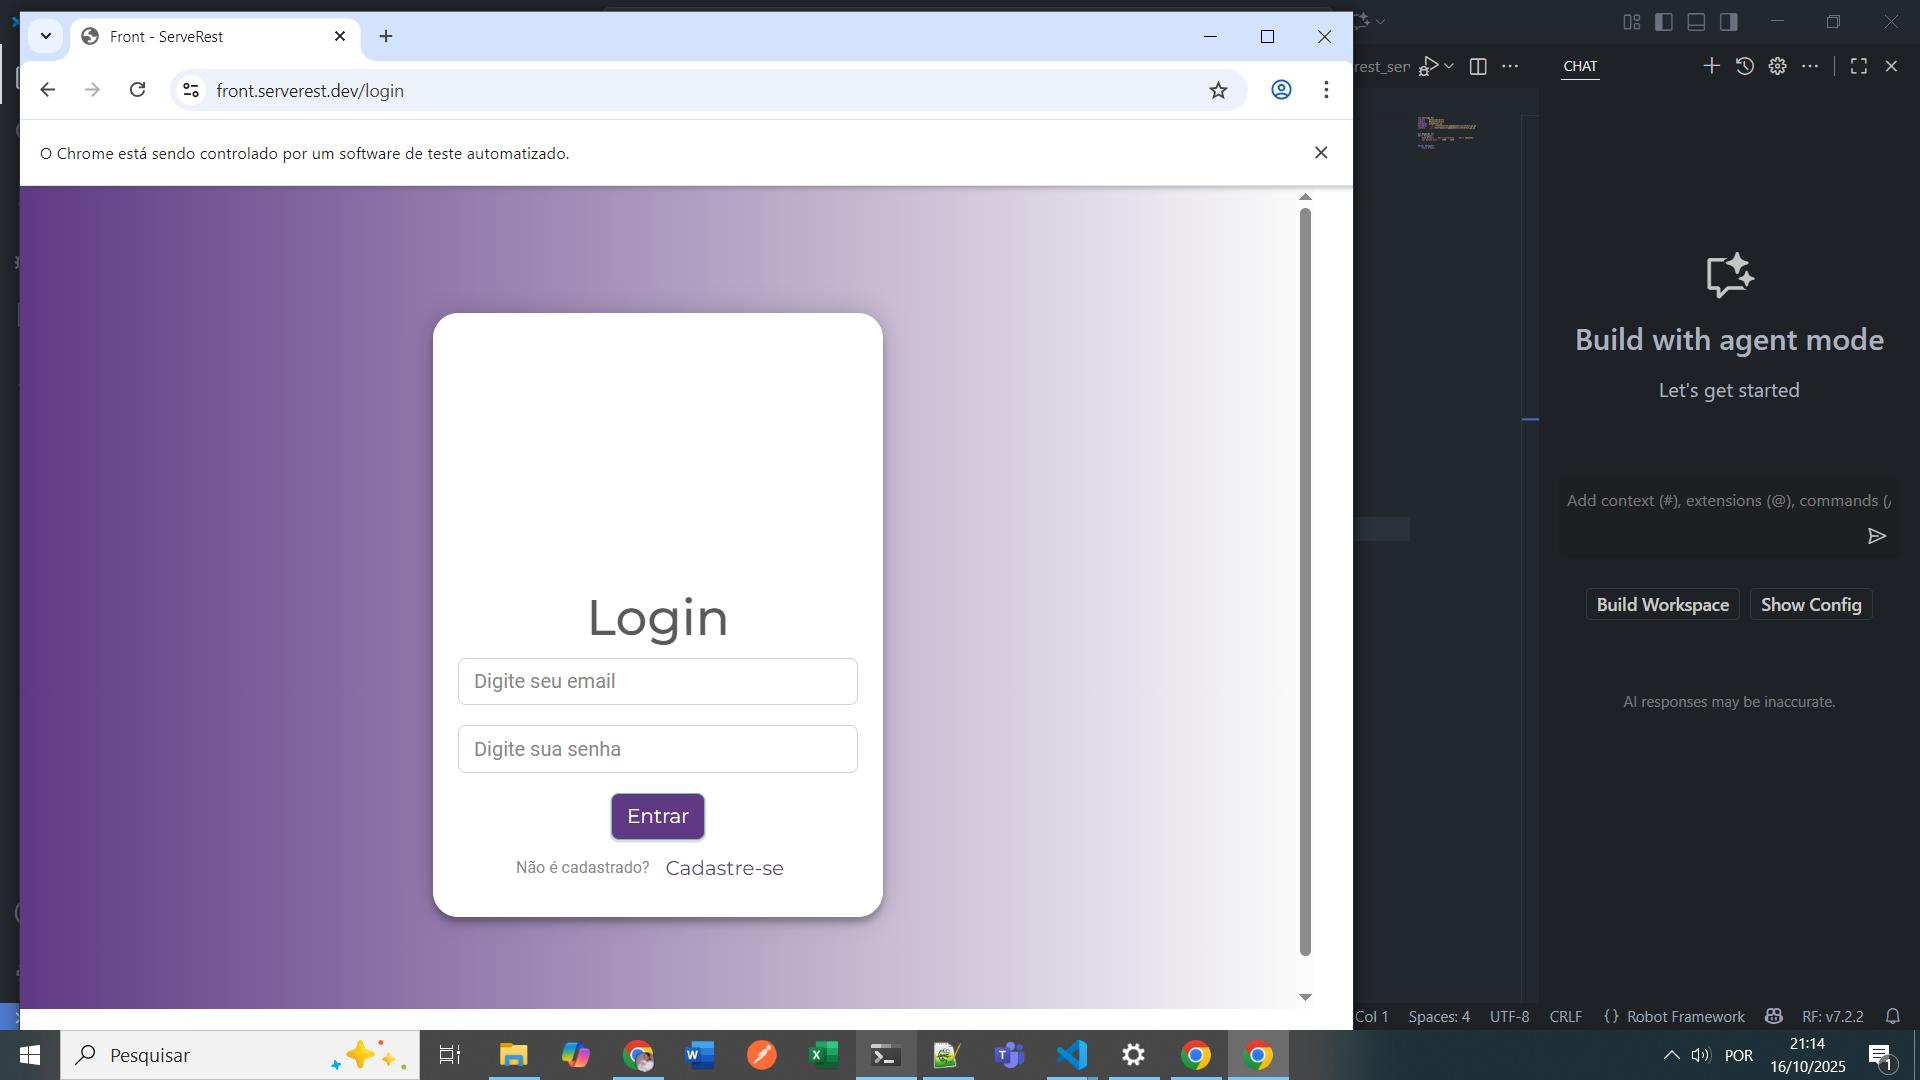 Front - ServeRest
front.serverest.dev/login
O Chrome está sendo controlado por um software de teste automatizado.
Login
Digite seu email
Digite sua senha
Entrar
Não é cadastrado? Cadastre-se
rest_ser
CHAT
Build with agent mode
Let's get started
Add context (#), extensions (@), commands (/
Build Workspace Show Config
AI responses may be inaccurate.
Col 1 Spaces: 4 UTF-8 CRLF {} Robot Framework RF: v7.2.2
Pesquisar
POR
21:14
16/10/2025
1